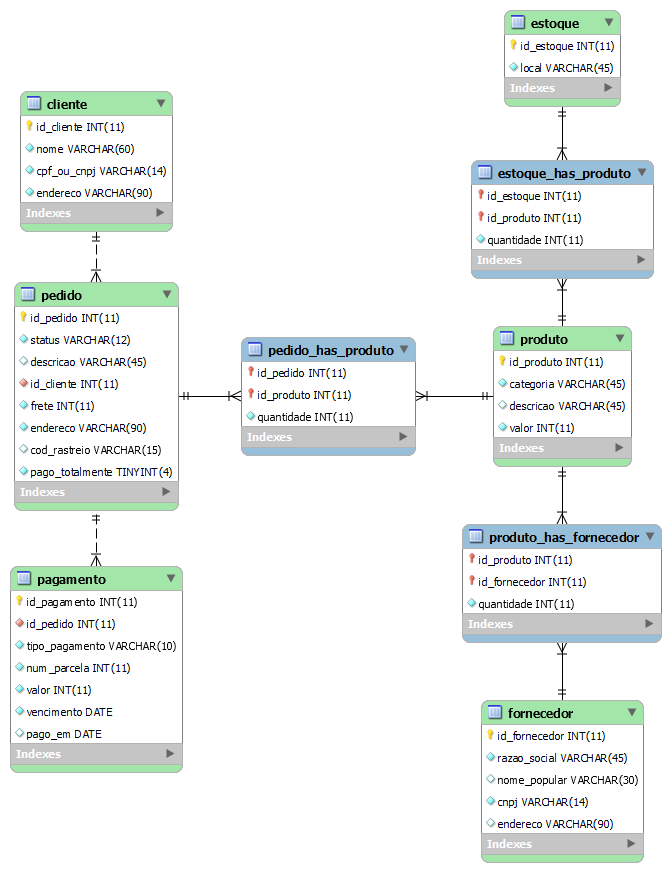 estoque
id_estoque INT(11)
local VARCHAR(45)
Indexes
cliente
id_cliente INT(11)
nome VARCHAR(60)
cpf_ou_cnpj VARCHAR(14)
endereco VARCHAR(90)
Indexes
estoque_has_produto
id_estoque INT(11)
id_produto INT(11)
quantidade INT(11)
Indexes
pedido
id_pedido INT(11)
status VARCHAR(12)
descricao VARCHAR(45)
id_cliente INT(11)
frete INT(11)
endereco VARCHAR(90)
cod_rastreio VARCHAR(15)
pago_totalmente TINYINT(4)
Indexes
pedido_has_produto
id_pedido INT(11)
id_produto INT(11)
quantidade INT(11)
Indexes
produto
id_produto INT(11)
categoria VARCHAR(45)
descricao VARCHAR(45)
valor INT(11)
Indexes
produto_has_fornecedor
id_produto INT(11)
id_fornecedor INT(11)
quantidade INT(11)
Indexes
pagamento
id_pagamento INT(11)
id_pedido INT(11)
tipo_pagamento VARCHAR(10)
num_parcela INT(11)
valor INT(11)
vencimento DATE
pago_em DATE
Indexes
fornecedor
id_fornecedor INT(11)
razao_social VARCHAR(45)
nome_popular VARCHAR(30)
cnpj VARCHAR(14)
endereco VARCHAR(90)
Indexes